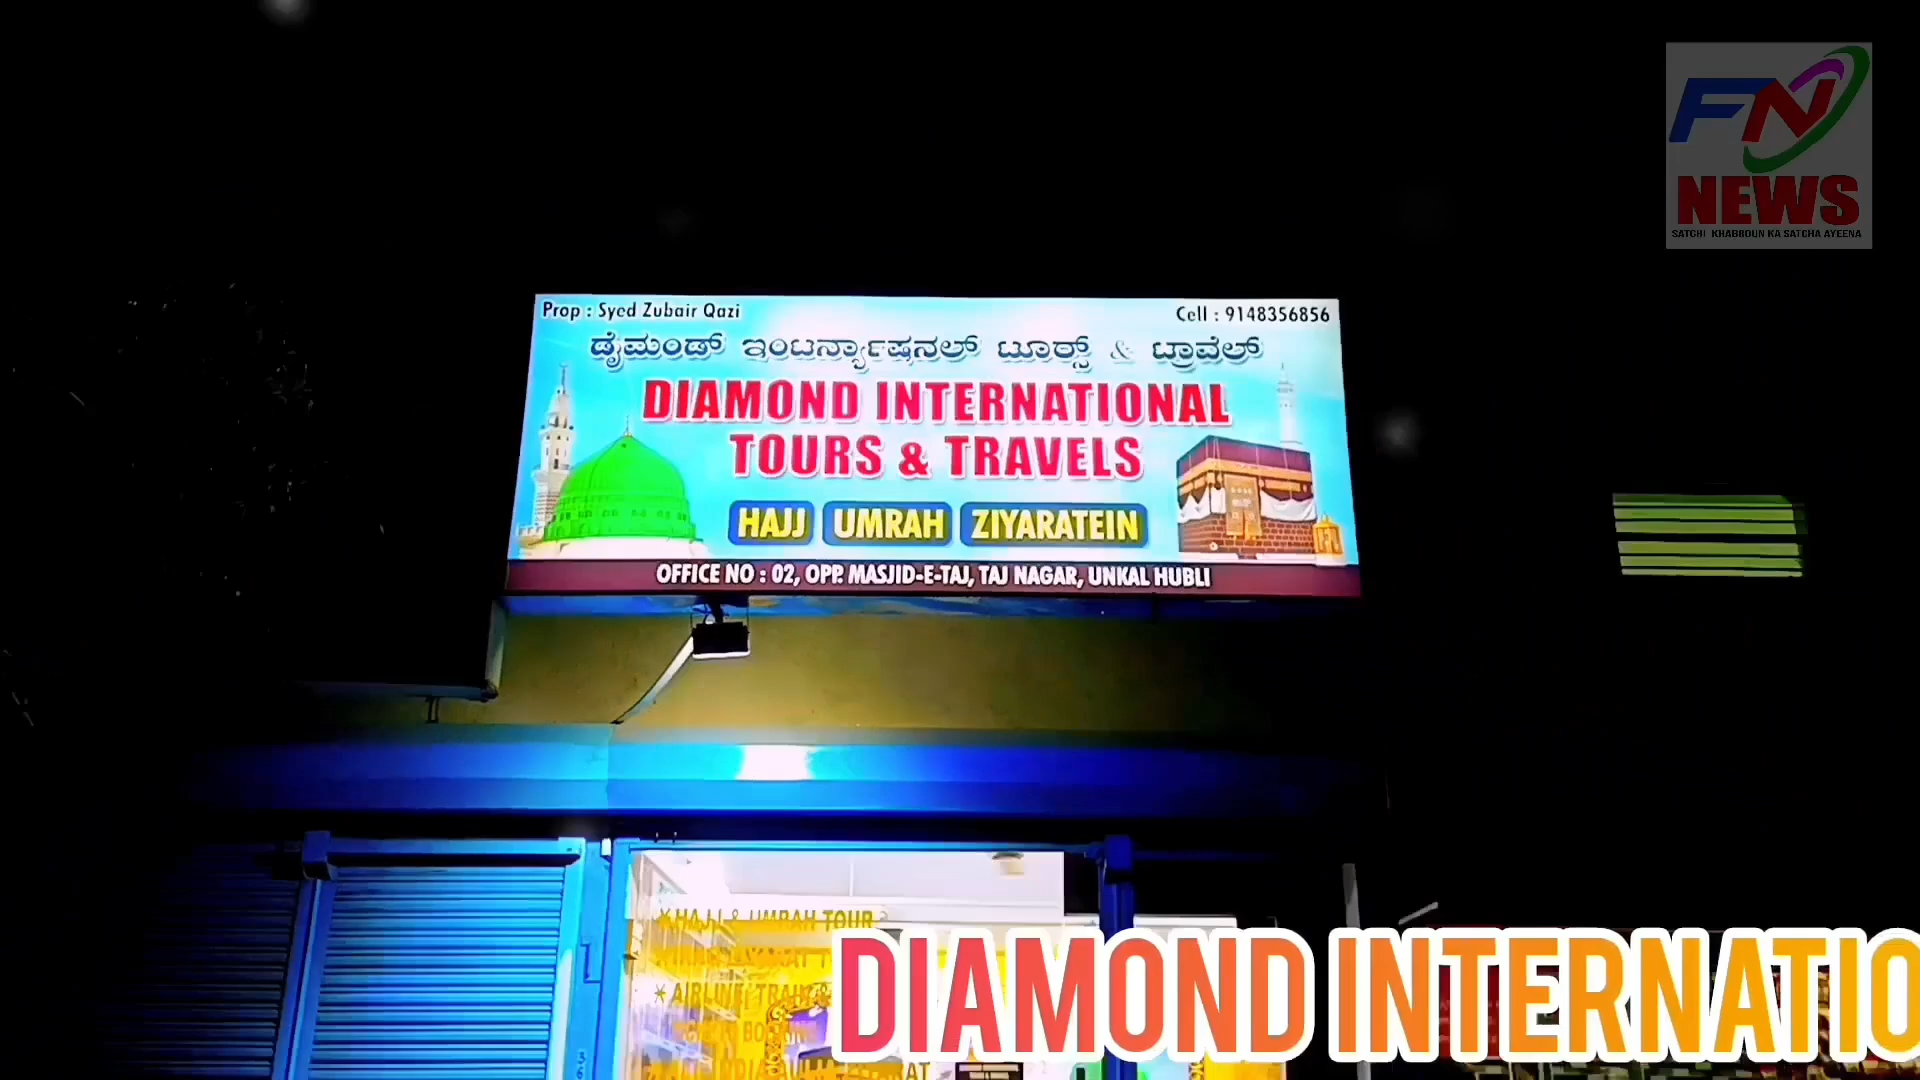 FN
NEWS
SATCHI KHABROUN KA SATCHA AYEENA
Prop : Syed Zubair Qazi
Cell : 9148356856
ಡೈಮಂಡ್ ಇಂಟರ್ನ್ಯಾಷನಲ್ ಟೂರ್ಸ್ & ಟ್ರಾವೆಲ್
DIAMOND INTERNATIONAL
TOURS & TRAVELS
HAJJ UMRAH ZIYARATEIN
OFFICE NO : 02, OPP. MASJID-E-TAJ, TAJ NAGAR, UNKAL HUBLI
HAJJ & UMRAH TOUR
DIAMOND INTERNATIO